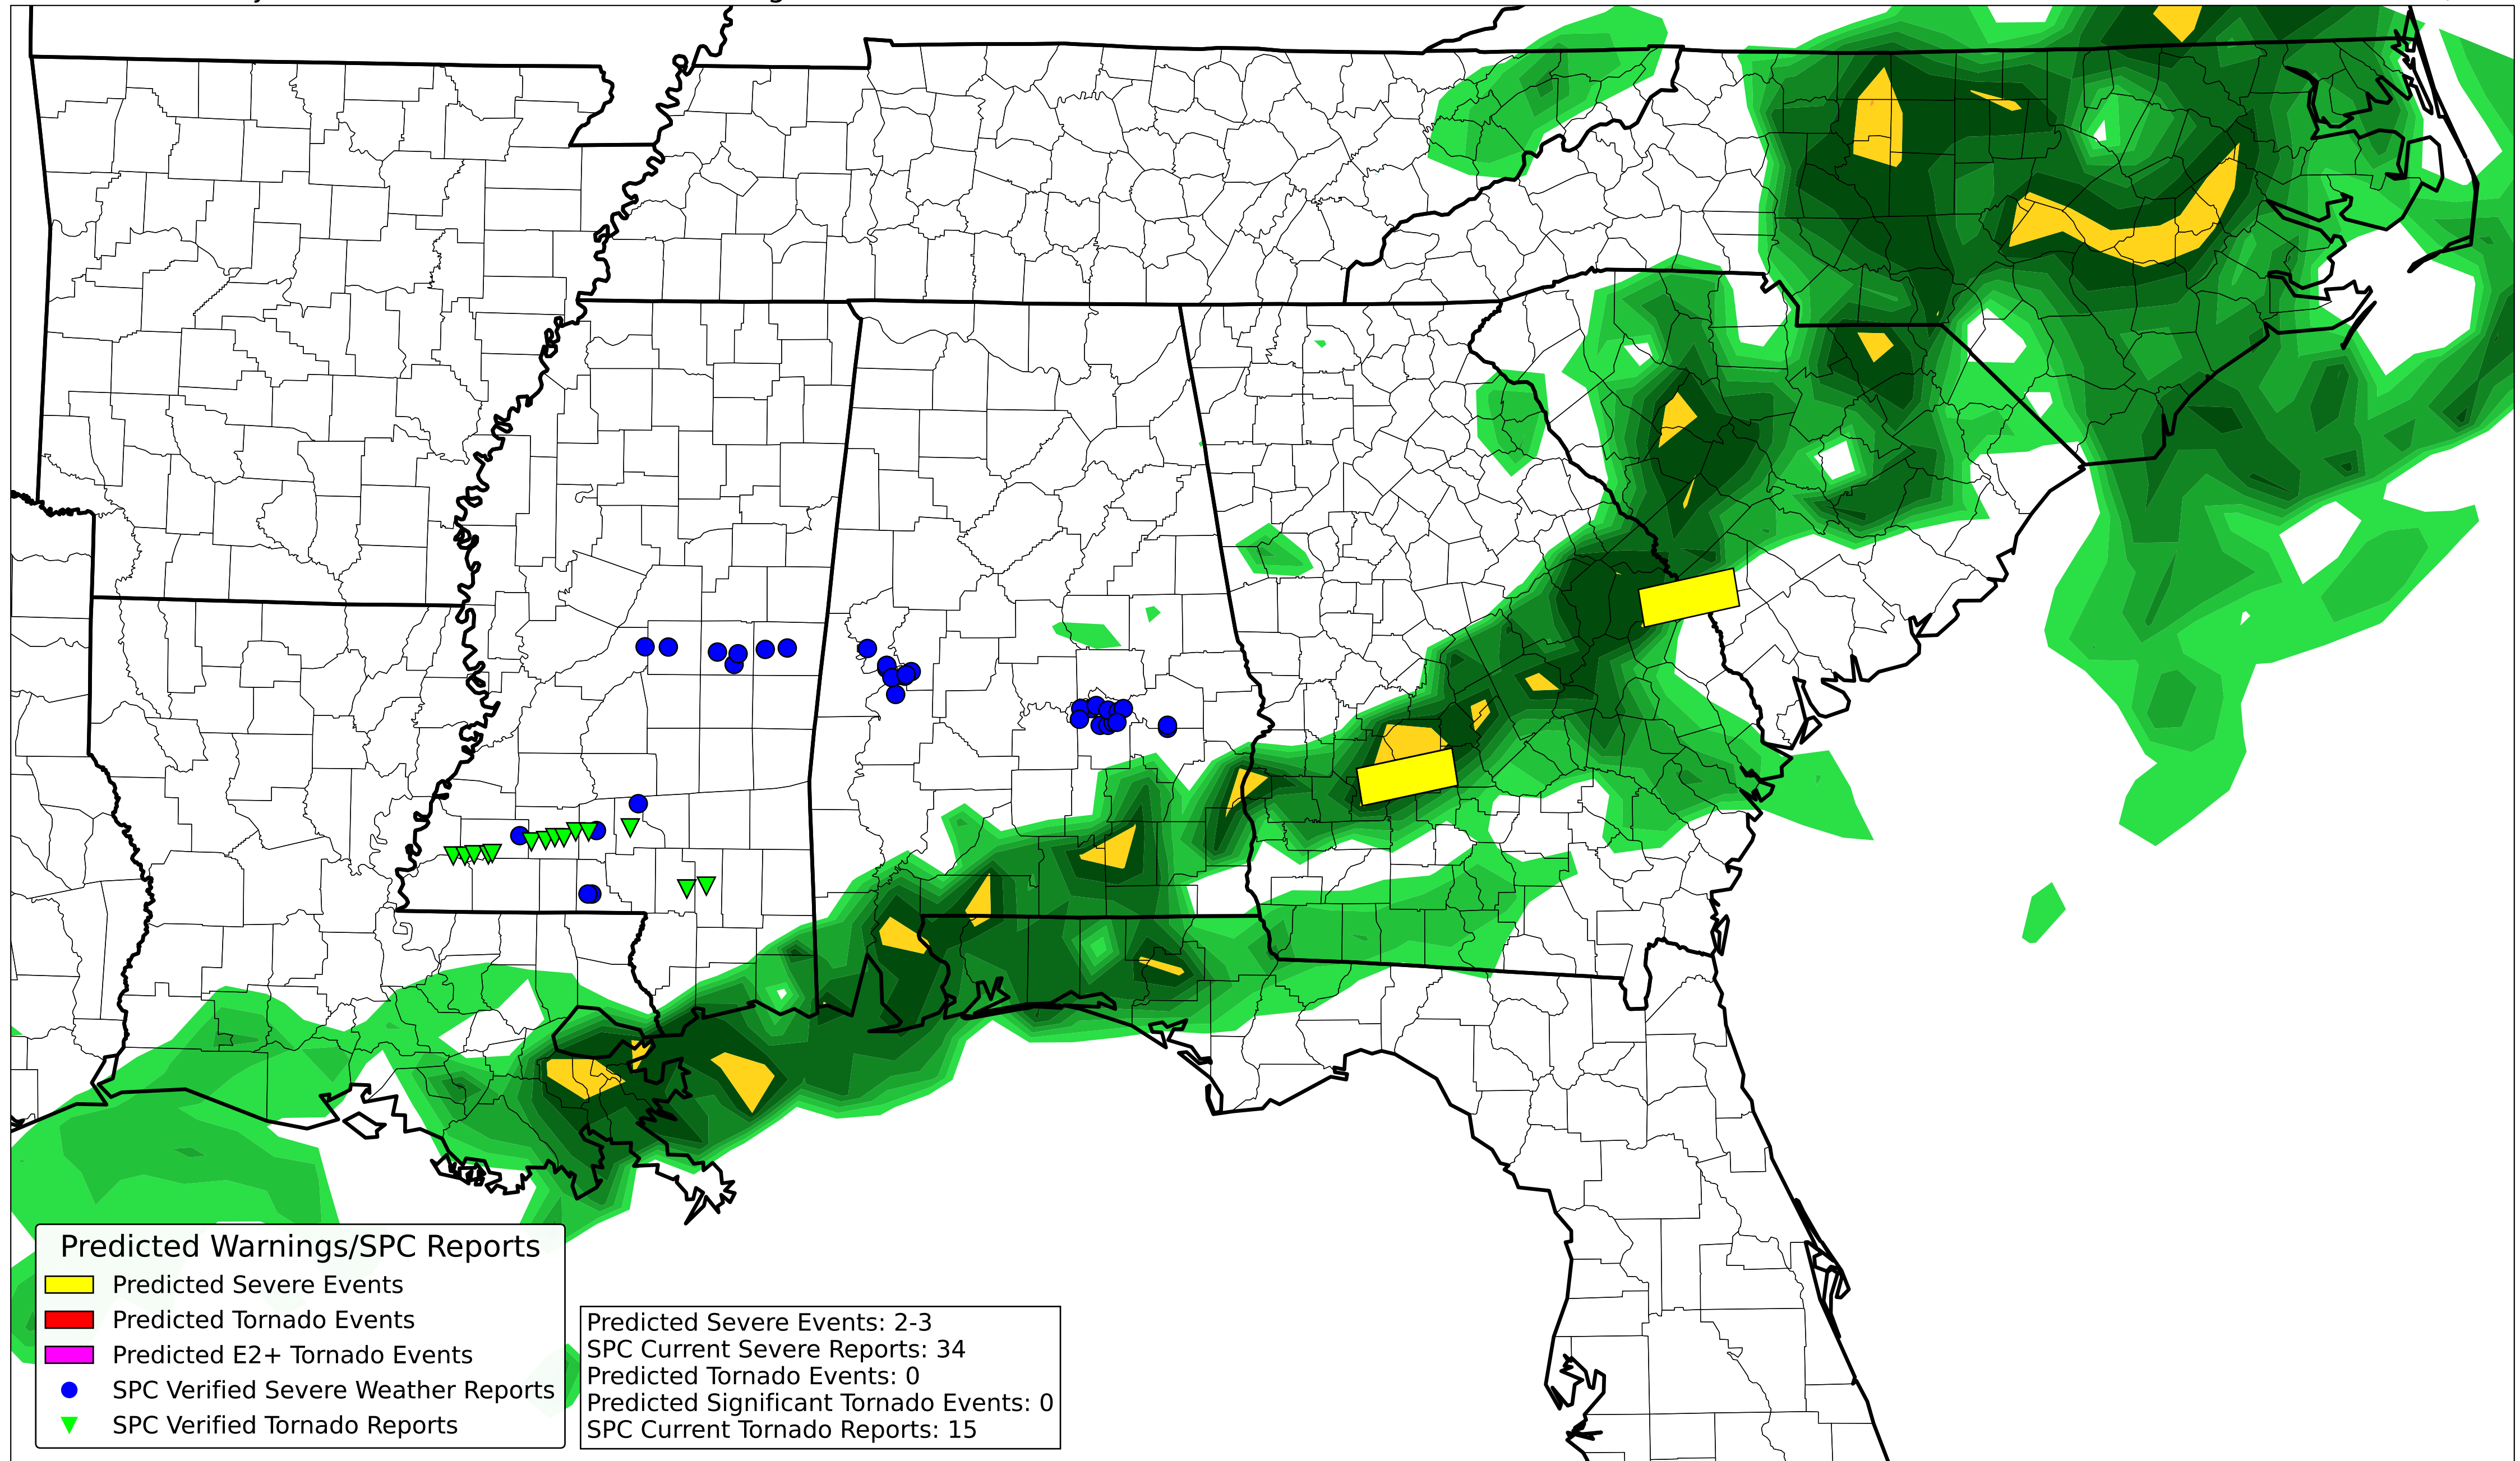 Predicted Warnings/SPC Reports
Predicted Severe Events
Predicted Tornado Events
Predicted E2+ Tornado Events
SPC Verified Severe Weather Reports
SPC Verified Tornado Reports
Predicted Severe Events: 2-3
SPC Current Severe Reports: 34
Predicted Tornado Events: 0
Predicted Significant Tornado Events: 0
SPC Current Tornado Reports: 15